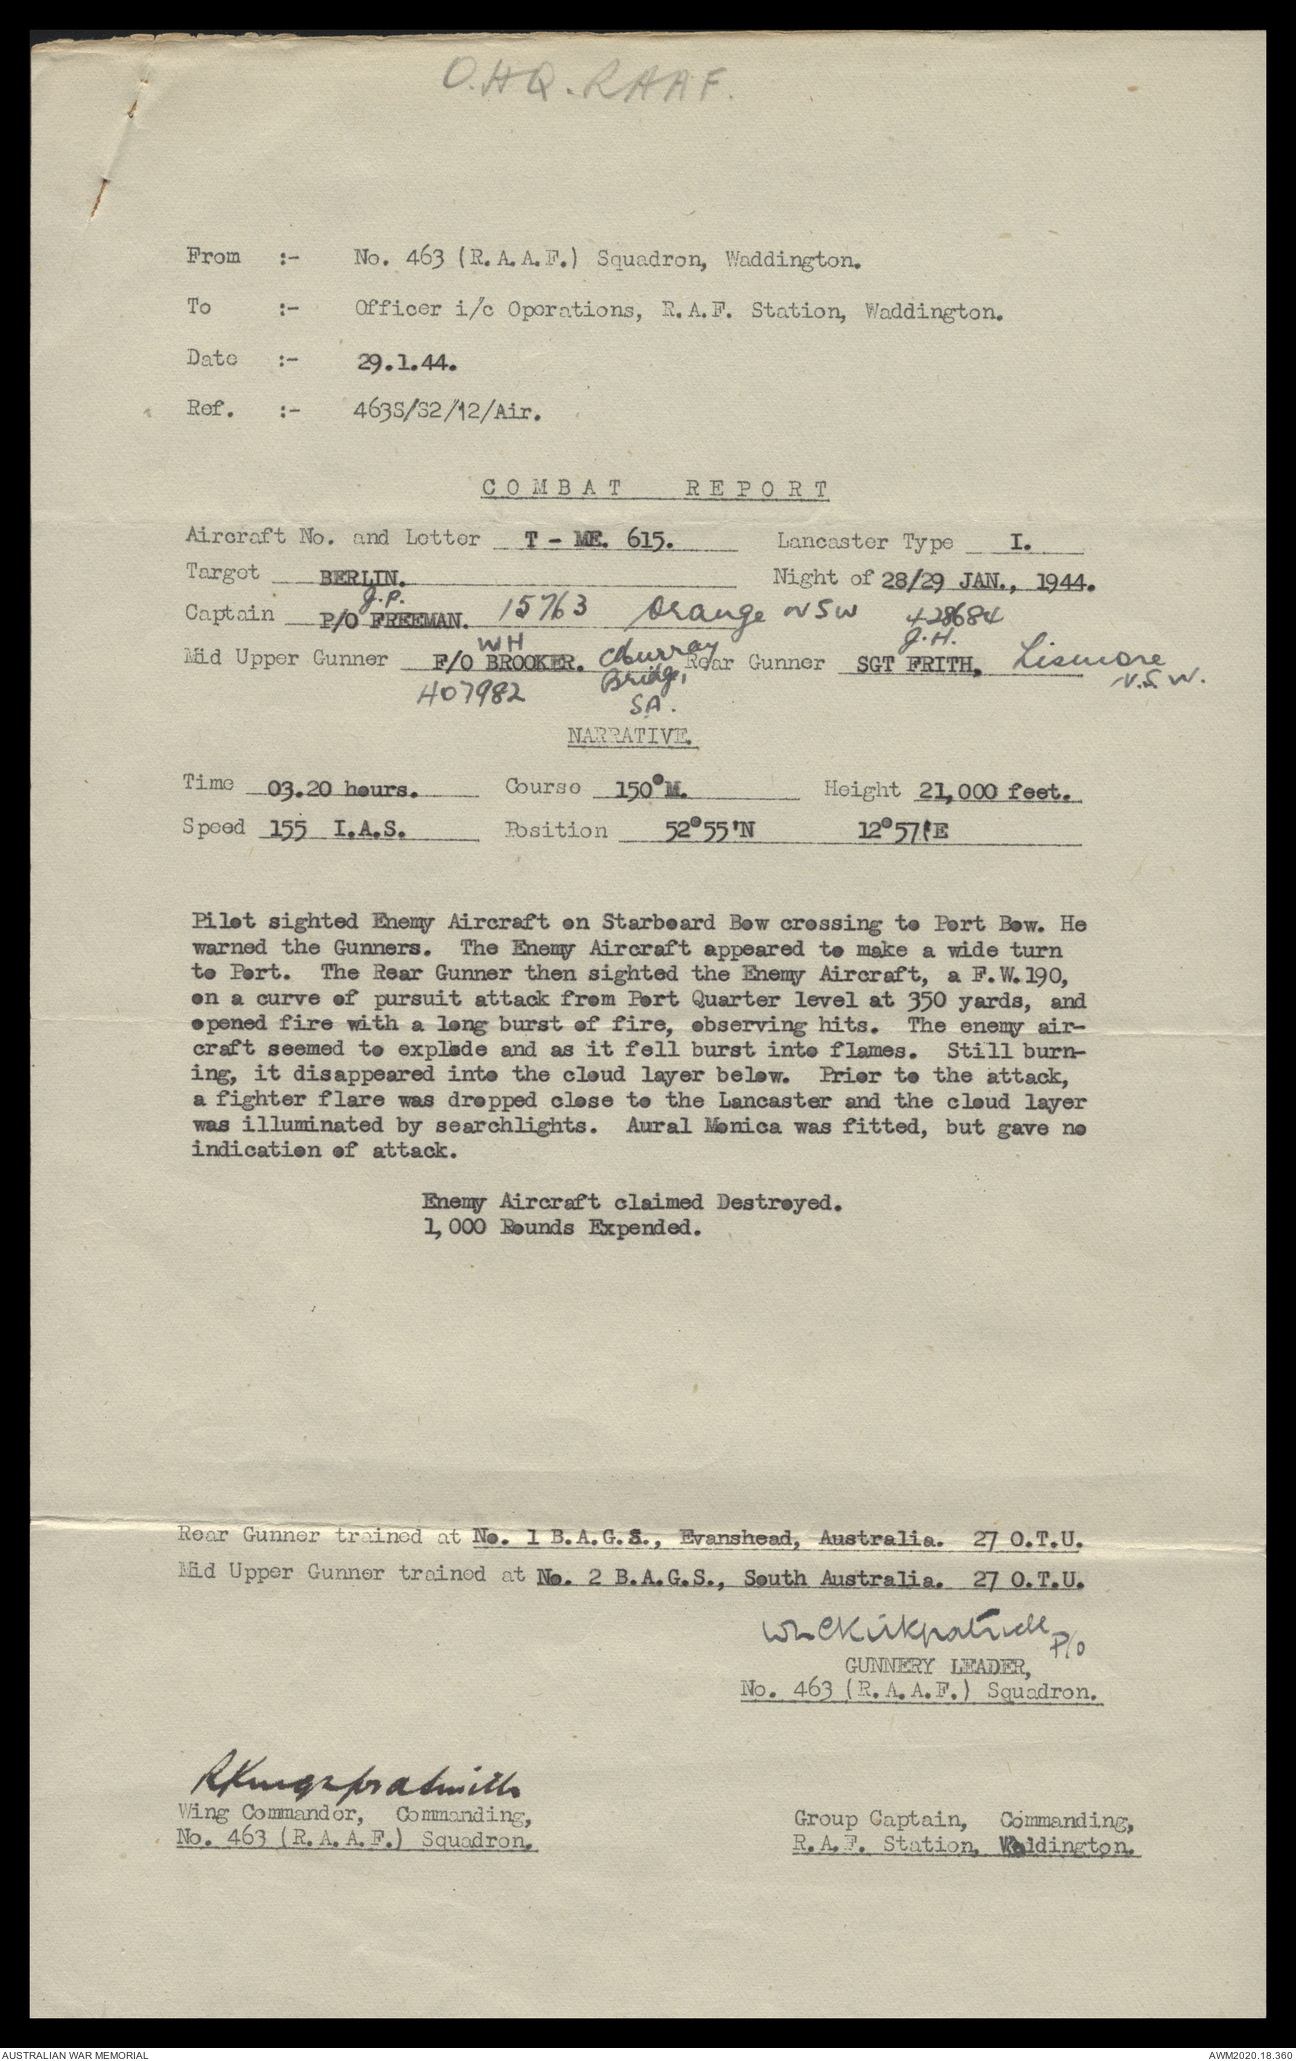 O.HQ.RAAF.
From :- No. 463 (R.A.A.F.) Squadron, Waddington.
To :- Officer i/c Operations, R.A.F. Station, Waddington.
Date :- 29.1.44.
Ref. :- 463S/S2/12/Air.
COMBAT REPORT
Aircraft No. and Letter T - ME. 615. Lancaster Type I.
Target BERLIN. Night of 28/29 JAN., 1944.
J.P.
Captain P/O FREEMAN. 15763 Orange NSW 428684
WH J.H.
Mid Upper Gunner F/O BROOKER. Murray Bridge, SA. Rear Gunner SGT FRITH, Lismore N.S.W.
407982
NARRATIVE.
Time 03.20 hours. Course 150°M. Height 21,000 feet.
Speed 155 I.A.S. Position 52°55'N 12°57'E
Pilot sighted Enemy Aircraft on Starboard Bow crossing to Port Bow. He
warned the Gunners. The Enemy Aircraft appeared to make a wide turn
to Port. The Rear Gunner then sighted the Enemy Aircraft, a F.W.190,
on a curve of pursuit attack from Port Quarter level at 350 yards, and
opened fire with a long burst of fire, observing hits. The enemy air-
craft seemed to explode and as it fell burst into flames. Still burn-
ing, it disappeared into the cloud layer below. Prior to the attack,
a fighter flare was dropped close to the Lancaster and the cloud layer
was illuminated by searchlights. Aural Monica was fitted, but gave no
indication of attack.
Enemy Aircraft claimed Destroyed.
1,000 Rounds Expended.
Rear Gunner trained at No. 1 B.A.G.S., Evanshead, Australia. 27 O.T.U.
Mid Upper Gunner trained at No. 2 B.A.G.S., South Australia. 27 O.T.U.
Kirkpatrick P/O
GUNNERY LEADER,
No. 463 (R.A.A.F.) Squadron.
RKingsfordsmith
Wing Commander, Commanding,
No. 463 (R.A.A.F.) Squadron.
Group Captain, Commanding,
R.A.F. Station, Waddington.
AUSTRALIAN WAR MEMORIAL
AWM2020.18.360